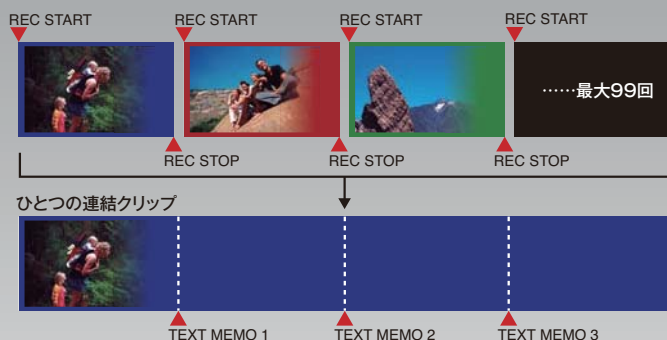 REC START REC START REC START REC START
……最大99回
REC STOP REC STOP REC STOP
ひとつの連結クリップ
TEXT MEMO 1 TEXT MEMO 2 TEXT MEMO 3